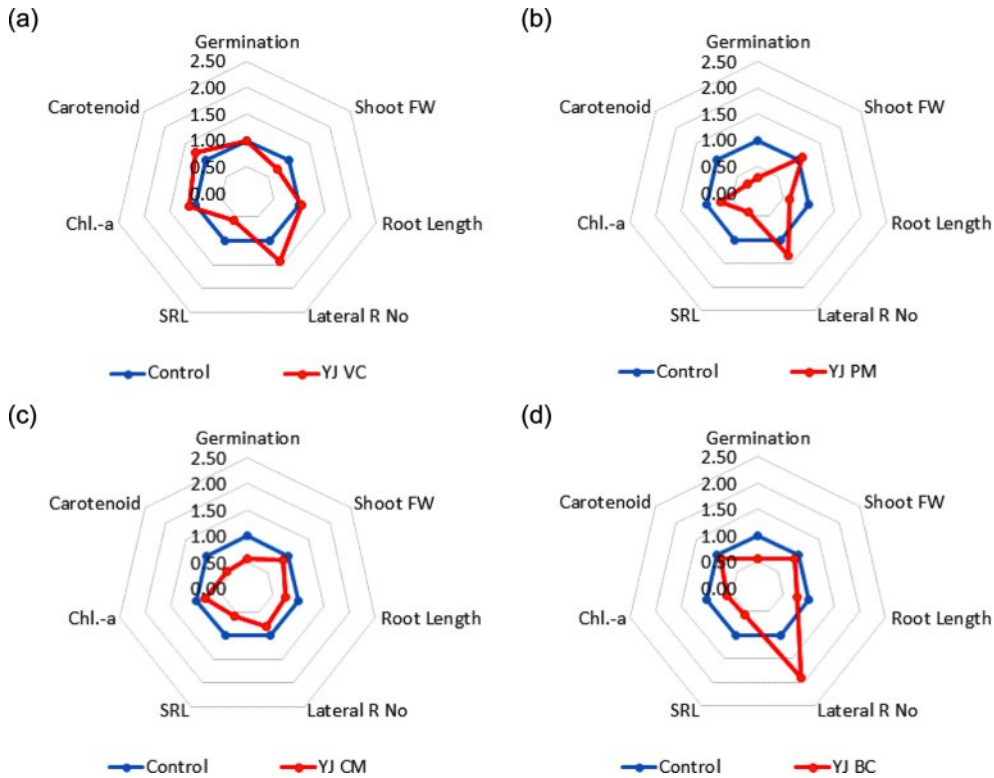 (a)
Germination
2.50
2.00
1.50
1.00
0.50
0.00
Carotenoid
Shoot FW
Chl.-a
Root Length
SRL
Lateral R No
Control YJ VC
(b)
Germination
2.50
2.00
1.50
1.00
0.50
0.00
Carotenoid
Shoot FW
Chl.-a
Root Length
SRL
Lateral R No
Control YJ PM
(c)
Germination
2.50
2.00
1.50
1.00
0.50
0.00
Carotenoid
Shoot FW
Chl.-a
Root Length
SRL
Lateral R No
Control YJ CM
(d)
Germination
2.50
2.00
1.50
1.00
0.50
0.00
Carotenoid
Shoot FW
Chl.-a
Root Length
SRL
Lateral R No
Control YJ BC